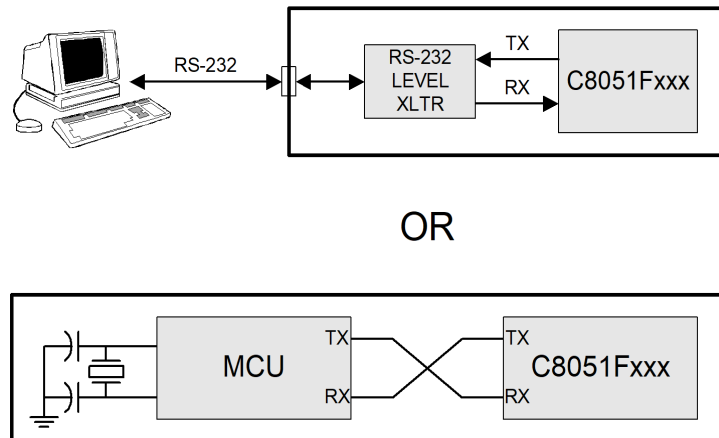 RS-232
RS-232
LEVEL
XLTR
TX
RX
C8051Fxxx
OR
MCU
TX
RX
TX
RX
C8051Fxxx